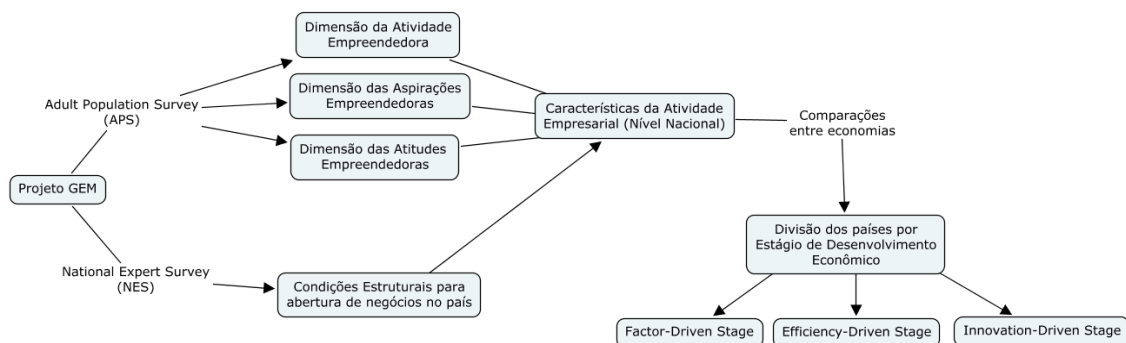 Dimensão da Atividade
Empreendedora
Dimensão das Aspirações
Empreendedoras
Adult Population Survey
(APS)
Características da Atividade
Empresarial (Nível Nacional)
Comparações
entre economias
Dimensão das Atitudes
Empreendedoras
Projeto GEM
Divisão dos países por
Estágio de Desenvolvimento
Econômico
National Expert Survey
(NES)
Condições Estruturais para
abertura de negócios no país
Factor-Driven Stage
Efficiency-Driven Stage
Innovation-Driven Stage